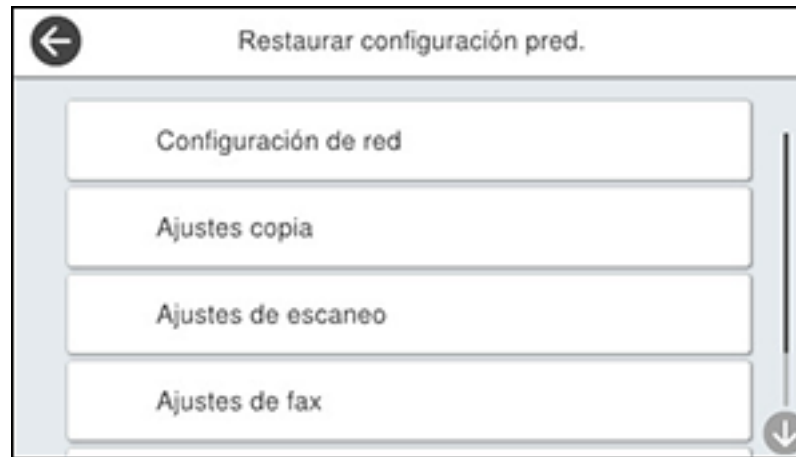 Restaurar configuración pred.
Configuración de red
Ajustes copia
Ajustes de escaneo
Ajustes de fax